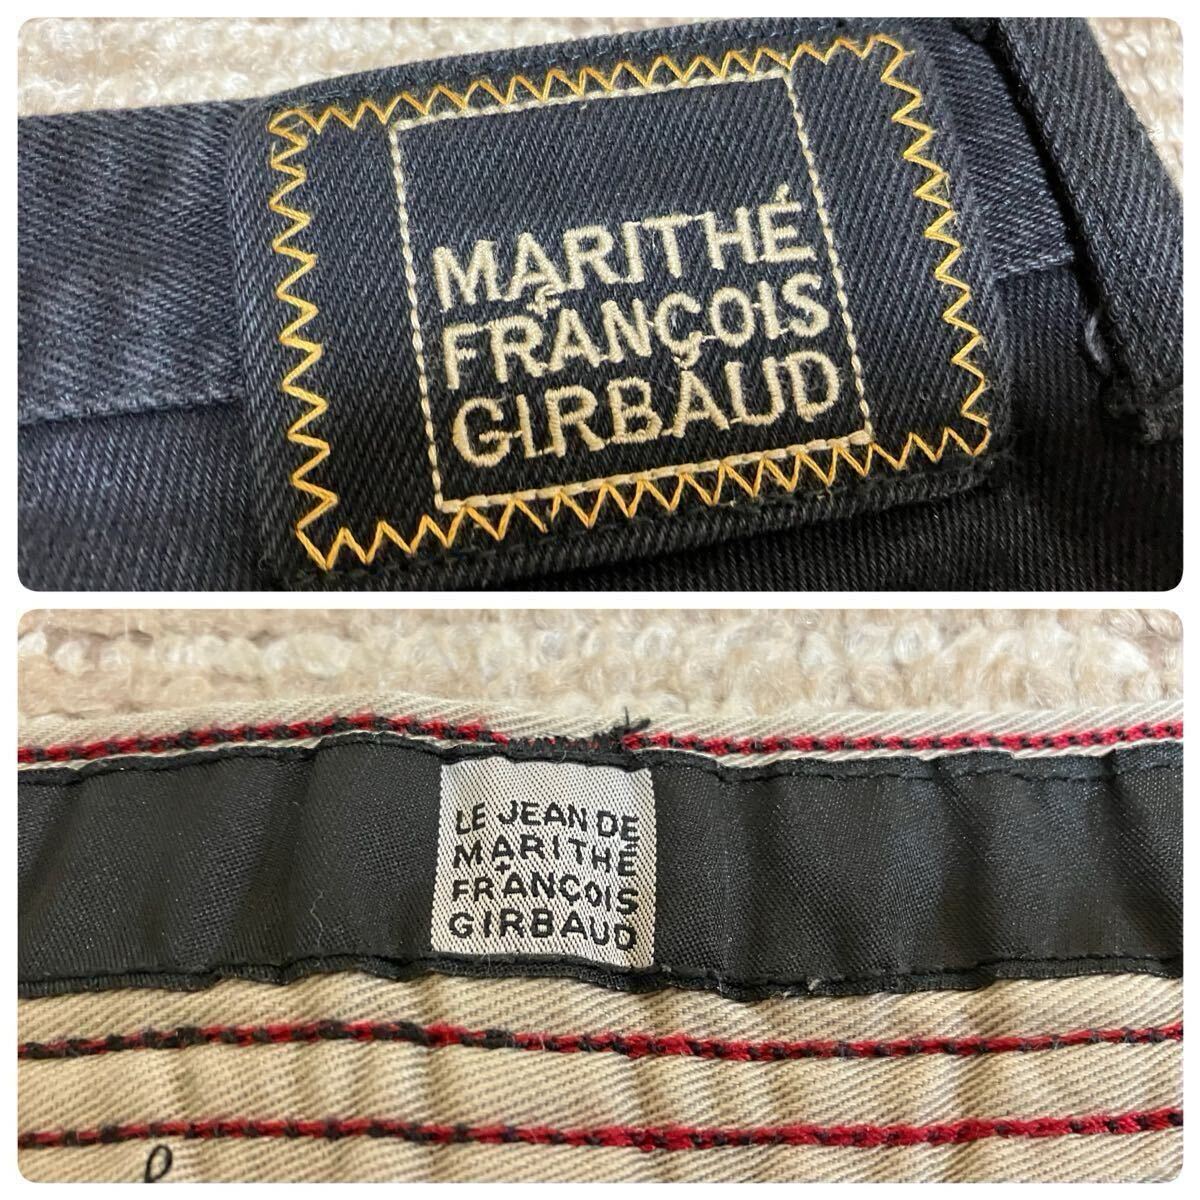 MARITHÉ
+
FRANÇOIS
GIRBAUD
LE JEAN DE
MARITHÉ
+
FRANÇOIS
GIRBAUD